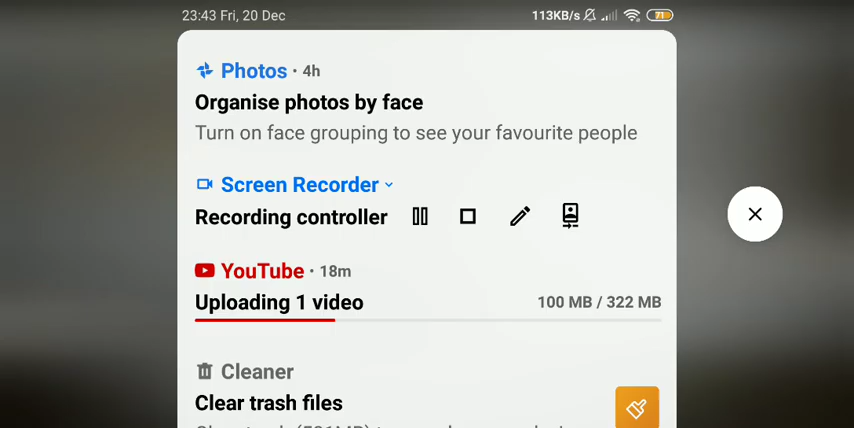 23:43 Fri, 20 Dec 113KB/s 71
Photos · 4h
Organise photos by face
Turn on face grouping to see your favourite people
Screen Recorder
Recording controller
YouTube · 18m
Uploading 1 video 100 MB / 322 MB
Cleaner
Clear trash files